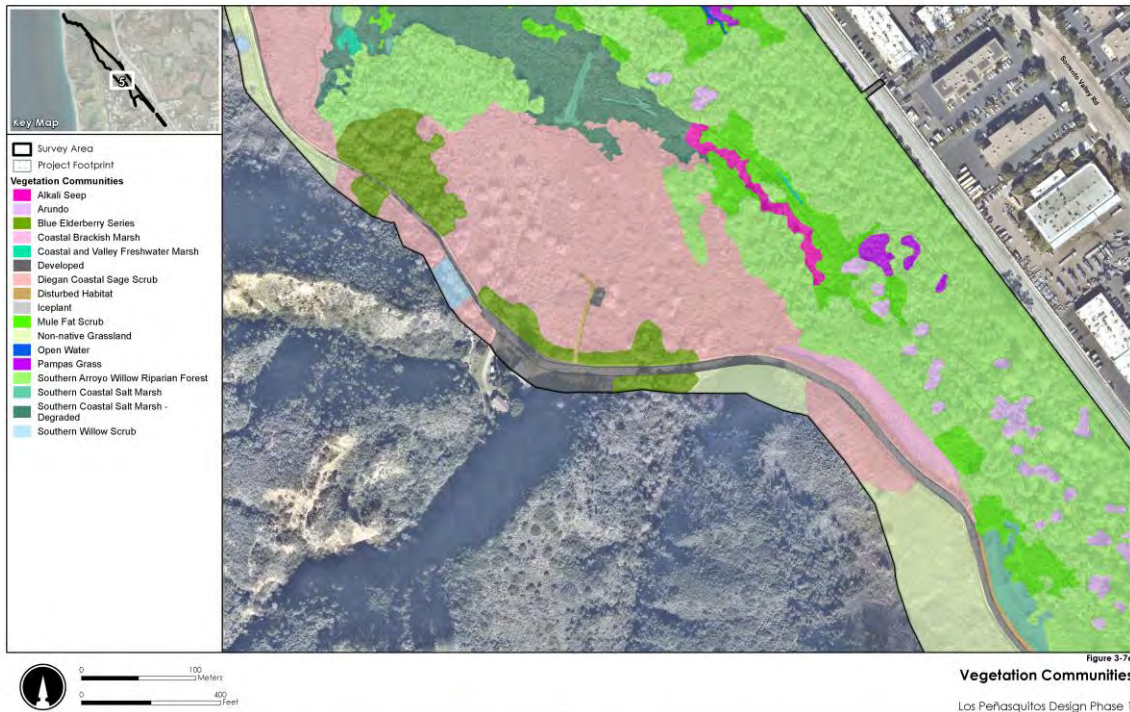 Key Map
5
Survey Area
Project Footprint
Vegetation Communities
Alkali Seep
Arundo
Blue Elderberry Series
Coastal Brackish Marsh
Coastal and Valley Freshwater Marsh
Developed
Diegan Coastal Sage Scrub
Disturbed Habitat
Iceplant
Mule Fat Scrub
Non-native Grassland
Open Water
Pampas Grass
Southern Arroyo Willow Riparian Forest
Southern Coastal Salt Marsh
Southern Coastal Salt Marsh -
Degraded
Southern Willow Scrub
Sorrento Valley Rd
0 100
Meters
0 400
Feet
Figure 3-7e
Vegetation Communities
Los Peñasquitos Design Phase 1